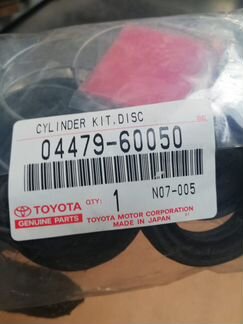 CYLINDER KIT, DISC
04479-60050
TOYOTA
GENUINE PARTS
QTY: 1
N07-005
TOYOTA MOTOR CORPORATION
MADE IN JAPAN